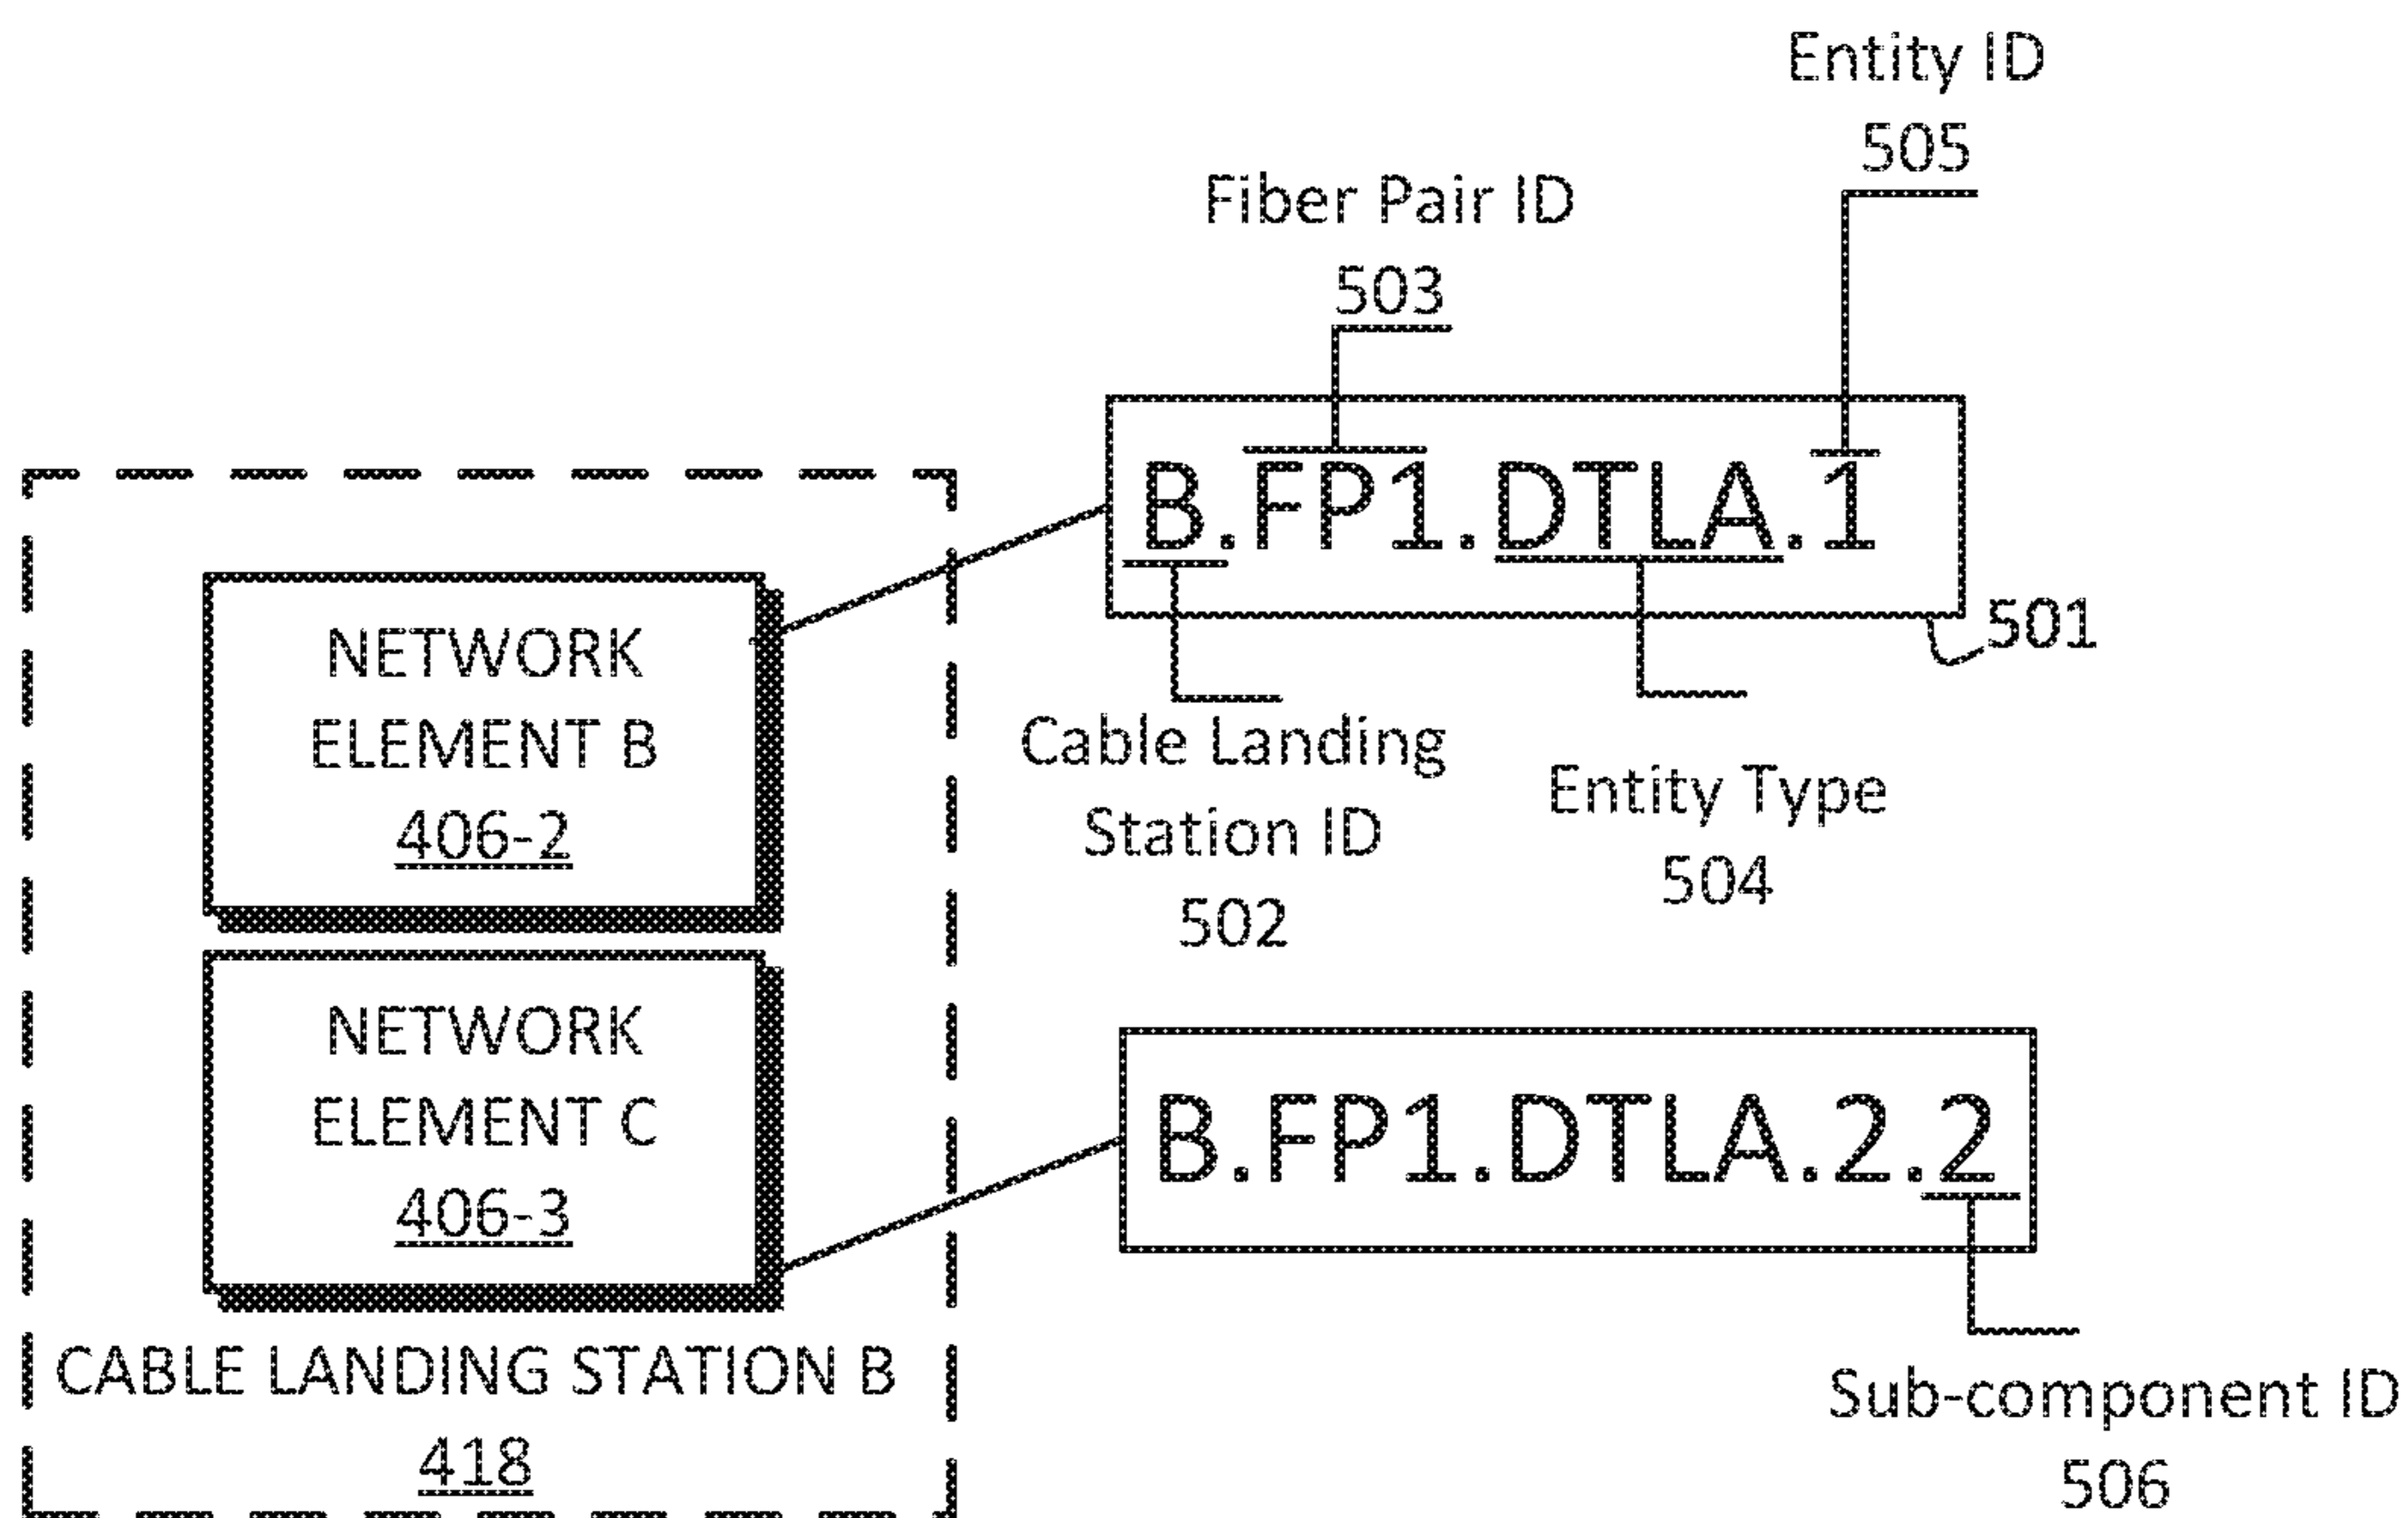 Entity ID
505
Fiber Pair ID
503
B.FP1.DTLA.1
501
NETWORK
ELEMENT B
406-2
Cable Landing
Station ID
502
Entity Type
504
NETWORK
ELEMENT C
406-3
B.FP1.DTLA.2.2
CABLE LANDING STATION B
418
Sub-component ID
506